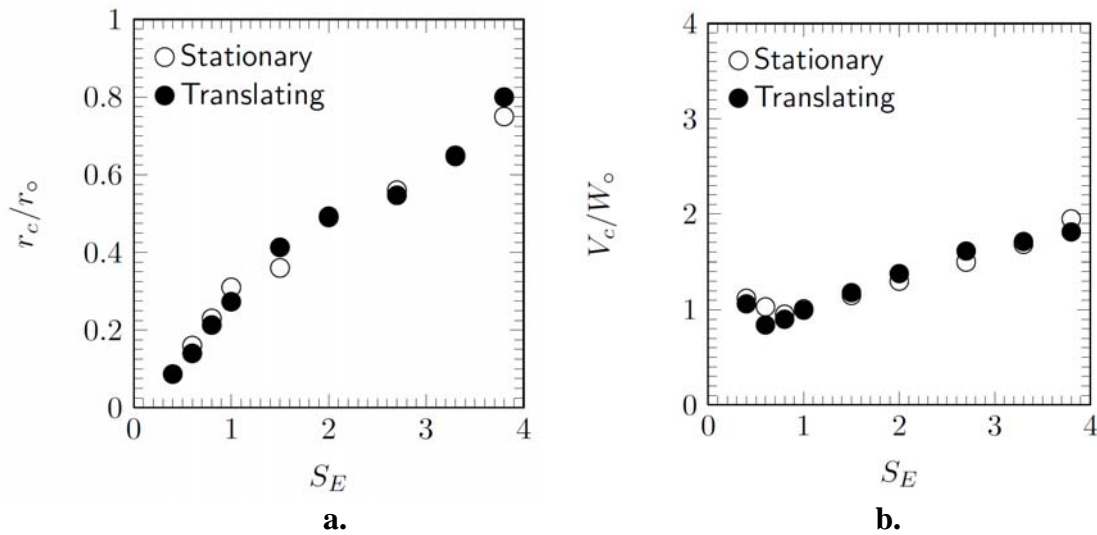 1
0.8
0.6
0.4
0.2
0
Stationary
Translating
r_c/r_∘
0 1 2 3 4
S_E
a.
4
3
2
1
0
Stationary
Translating
V_c/W_∘
0 1 2 3 4
S_E
b.